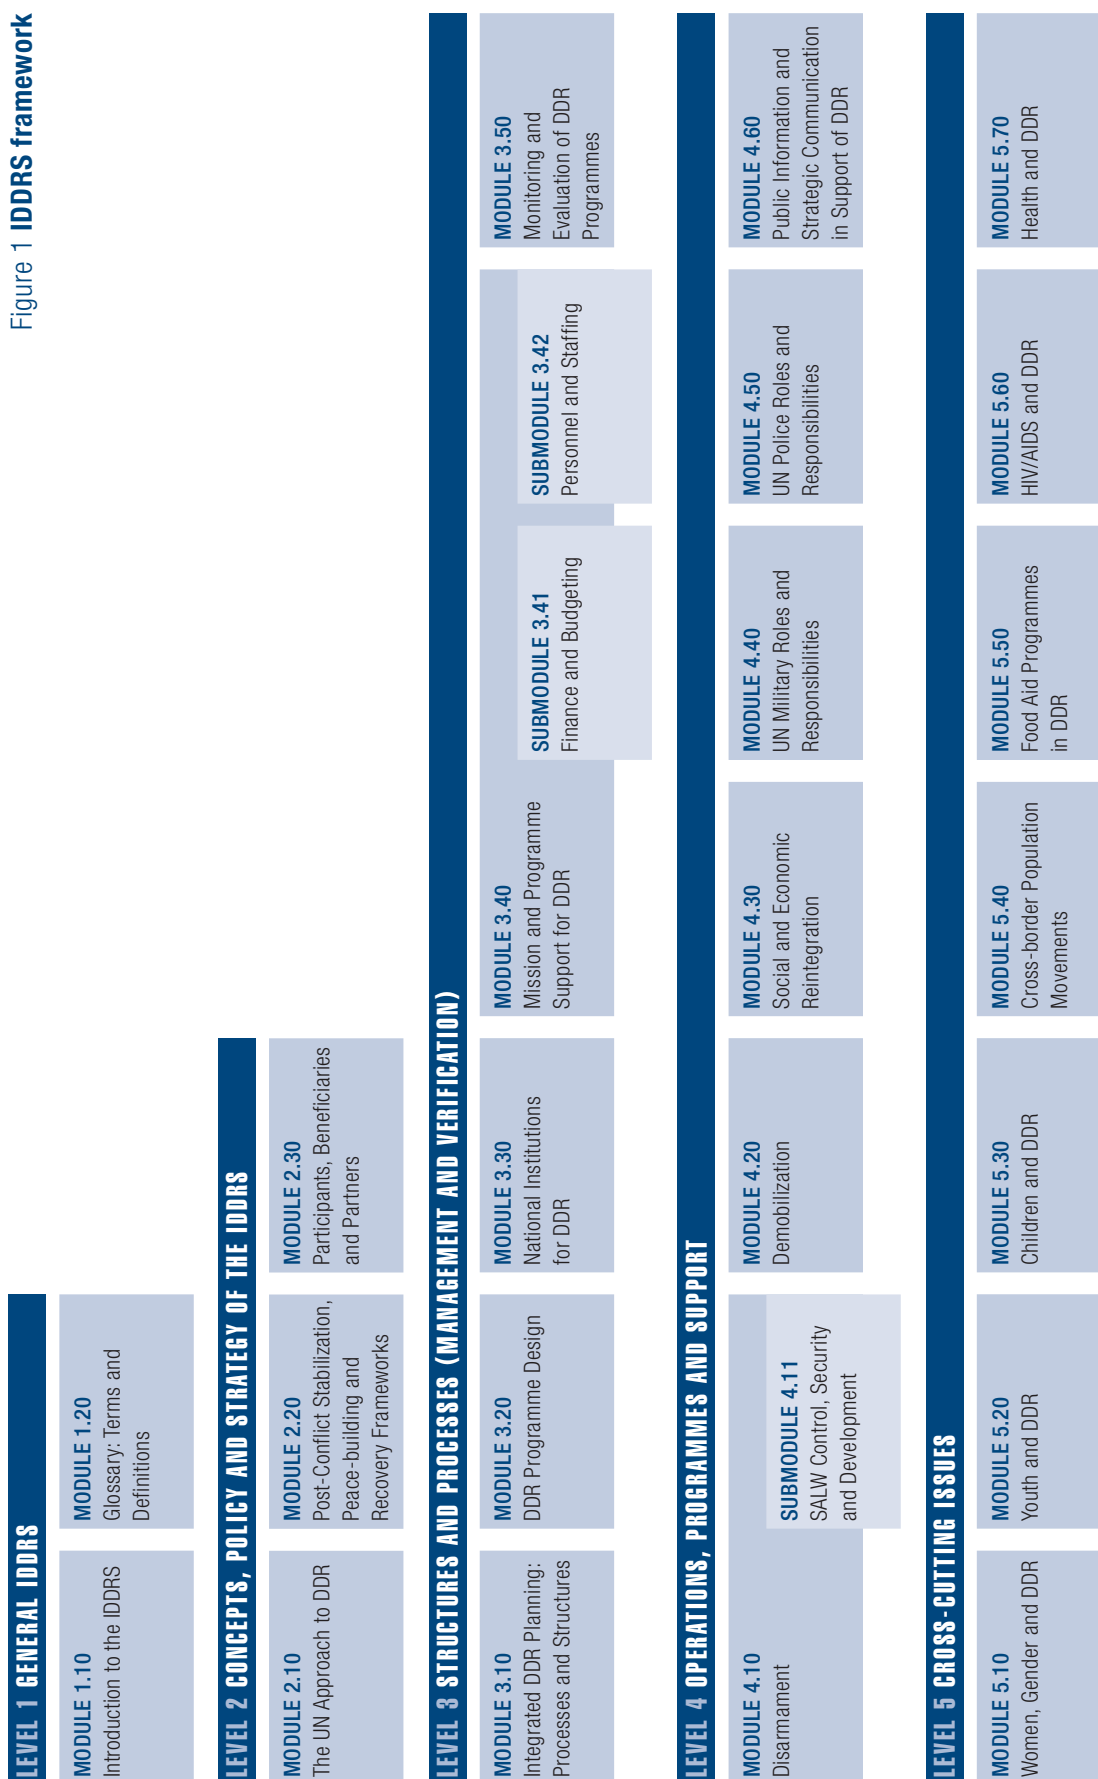 Figure 1 IDDRS framework
LEVEL 1 GENERAL IDDRS
MODULE 1.10
Introduction to the IDDRS
MODULE 1.20
Glossary: Terms and
Definitions
LEVEL 2 CONCEPTS, POLICY AND STRATEGY OF THE IDDRS
MODULE 2.10
The UN Approach to DDR
MODULE 2.20
Post-Conflict Stabilization,
Peace-building and
Recovery Frameworks
MODULE 2.30
Participants, Beneficiaries
and Partners
LEVEL 3 STRUCTURES AND PROCESSES (MANAGEMENT AND VERIFICATION)
MODULE 3.10
Integrated DDR Planning:
Processes and Structures
MODULE 3.20
DDR Programme Design
MODULE 3.30
National Institutions
for DDR
MODULE 3.40
Mission and Programme
Support for DDR
SUBMODULE 3.41
Finance and Budgeting
SUBMODULE 3.42
Personnel and Staffing
MODULE 3.50
Monitoring and
Evaluation of DDR
Programmes
LEVEL 4 OPERATIONS, PROGRAMMES AND SUPPORT
MODULE 4.10
Disarmament
SUBMODULE 4.11
SALW Control, Security
and Development
MODULE 4.20
Demobilization
MODULE 4.30
Social and Economic
Reintegration
MODULE 4.40
UN Military Roles and
Responsibilities
MODULE 4.50
UN Police Roles and
Responsibilities
MODULE 4.60
Public Information and
Strategic Communication
in Support of DDR
LEVEL 5 CROSS-CUTTING ISSUES
MODULE 5.10
Women, Gender and DDR
MODULE 5.20
Youth and DDR
MODULE 5.30
Children and DDR
MODULE 5.40
Cross-border Population
Movements
MODULE 5.50
Food Aid Programmes
in DDR
MODULE 5.60
HIV/AIDS and DDR
MODULE 5.70
Health and DDR